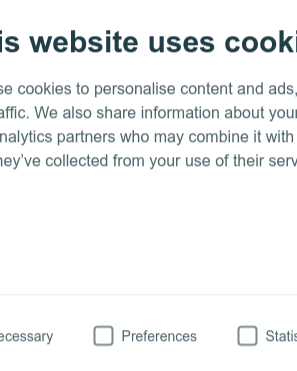 is website uses cooki
se cookies to personalise content and ads,
affic. We also share information about your
nalytics partners who may combine it with
hey've collected from your use of their serv
ecessary Preferences Statis